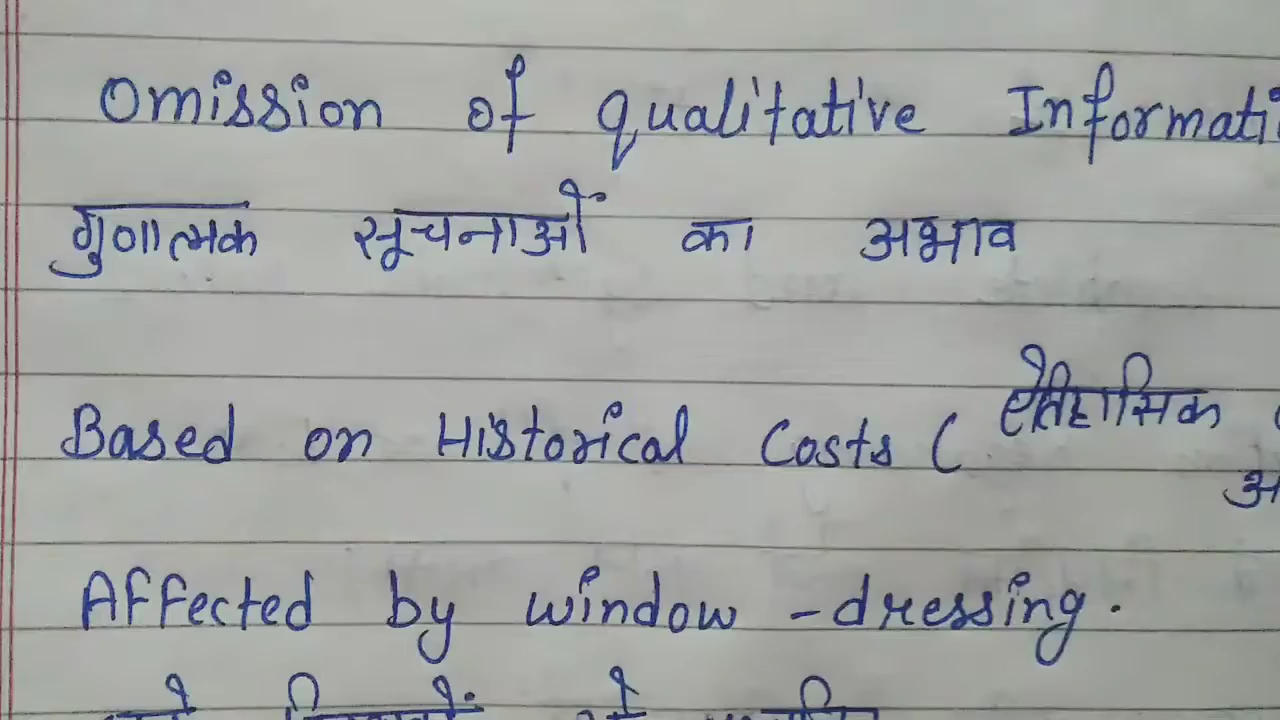 Omission of qualitative Informati
गुणात्मक सूचनाओं का अभाव
Based on Historical Costs ( ऐतिहासिक
अ
Affected by window -dressing.